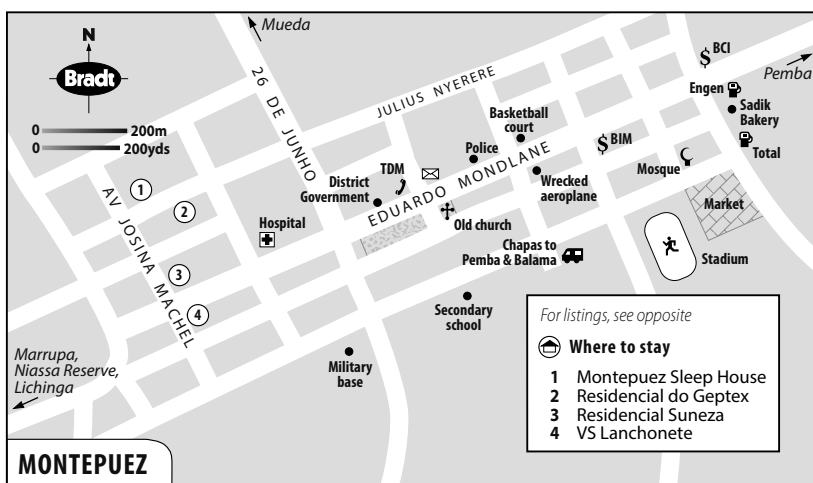 Mueda
N
Bradt
$ BCI
Pemba
Engen
Sadik
Bakery
Total
JULIUS NYERERE
26 DE JUNHO
0 200m
0 200yds
Basketball
court
Police
$ BIM
Mosque
TDM
District
Government
EDUARDO MONDLANE
Wrecked
aeroplane
Market
1
2
AV JOSINA MACHEL
Hospital
Old church
Chapas to
Pemba & Balama
Stadium
3
4
Secondary
school
Military
base
Marrupa,
Niassa Reserve,
Lichinga
For listings, see opposite
Where to stay
1 Montepuez Sleep House
2 Residencial do Geptex
3 Residencial Suneza
4 VS Lanchonete
MONTEPUEZ